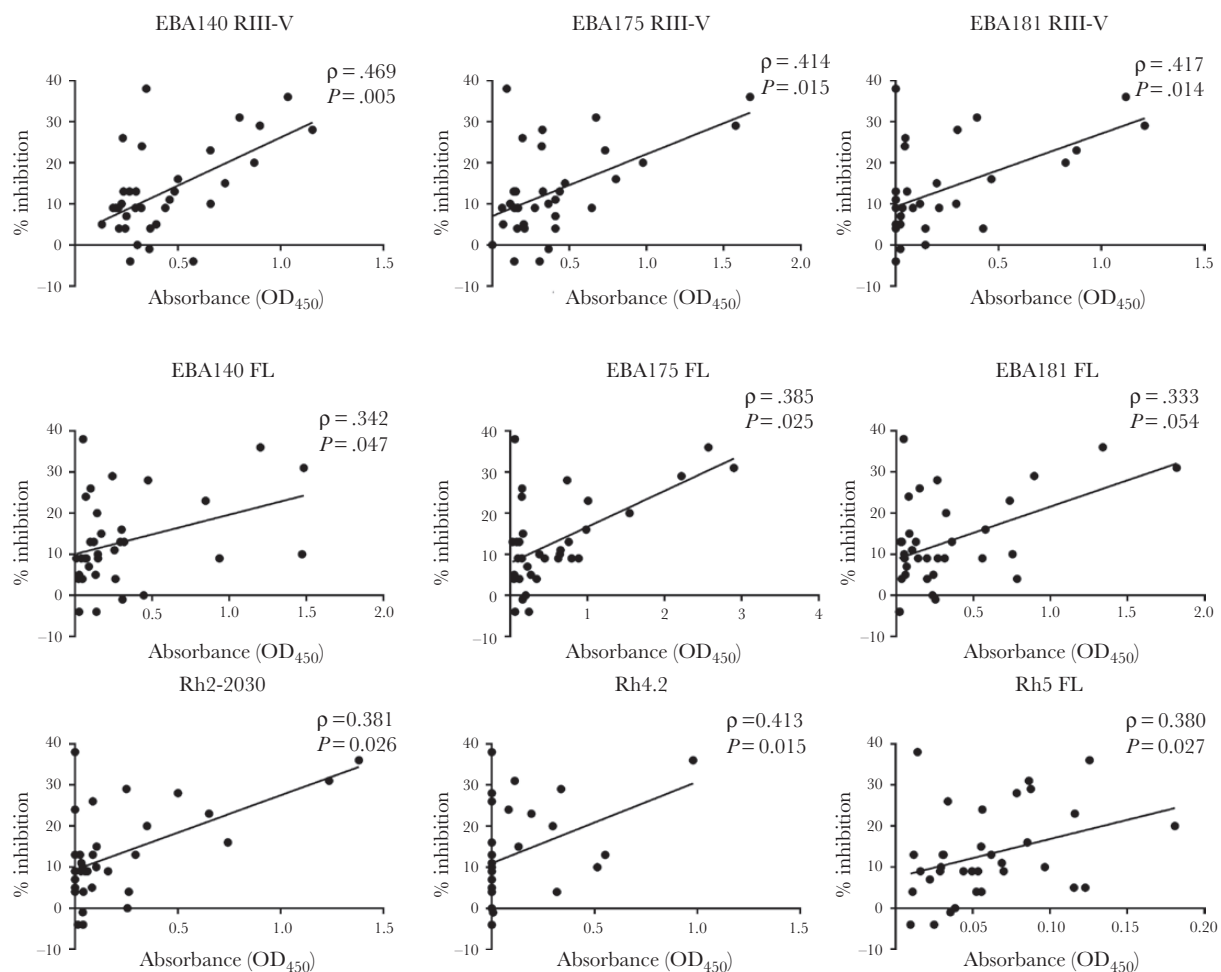 EBA140 RIII-V
EBA175 RIII-V
EBA181 RIII-V
ρ = .469
P = .005
ρ = .414
P = .015
ρ = .417
P = .014
% inhibition
40
30
20
10
0
–10
0.5
1.0
1.5
Absorbance (OD450)
% inhibition
40
30
20
10
0
–10
0.5
1.0
1.5
2.0
Absorbance (OD450)
% inhibition
40
30
20
10
0
–10
0.5
1.0
1.5
Absorbance (OD450)
EBA140 FL
EBA175 FL
EBA181 FL
ρ = .342
P = .047
ρ = .385
P = .025
ρ = .333
P = .054
% inhibition
40
30
20
10
0
–10
0.5
1.0
1.5
2.0
Absorbance (OD450)
% inhibition
40
30
20
10
0
–10
1
2
3
4
Absorbance (OD450)
% inhibition
40
30
20
10
0
–10
0.5
1.0
1.5
2.0
Absorbance (OD450)
Rh2-2030
Rh4.2
Rh5 FL
ρ = 0.381
P = 0.026
ρ = 0.413
P = 0.015
ρ = 0.380
P = 0.027
% inhibition
40
30
20
10
0
–10
0.5
1.0
1.5
Absorbance (OD450)
% inhibition
40
30
20
10
0
–10
0.5
1.0
1.5
Absorbance (OD450)
% inhibition
40
30
20
10
0
–10
0.05
0.10
0.15
0.20
Absorbance (OD450)